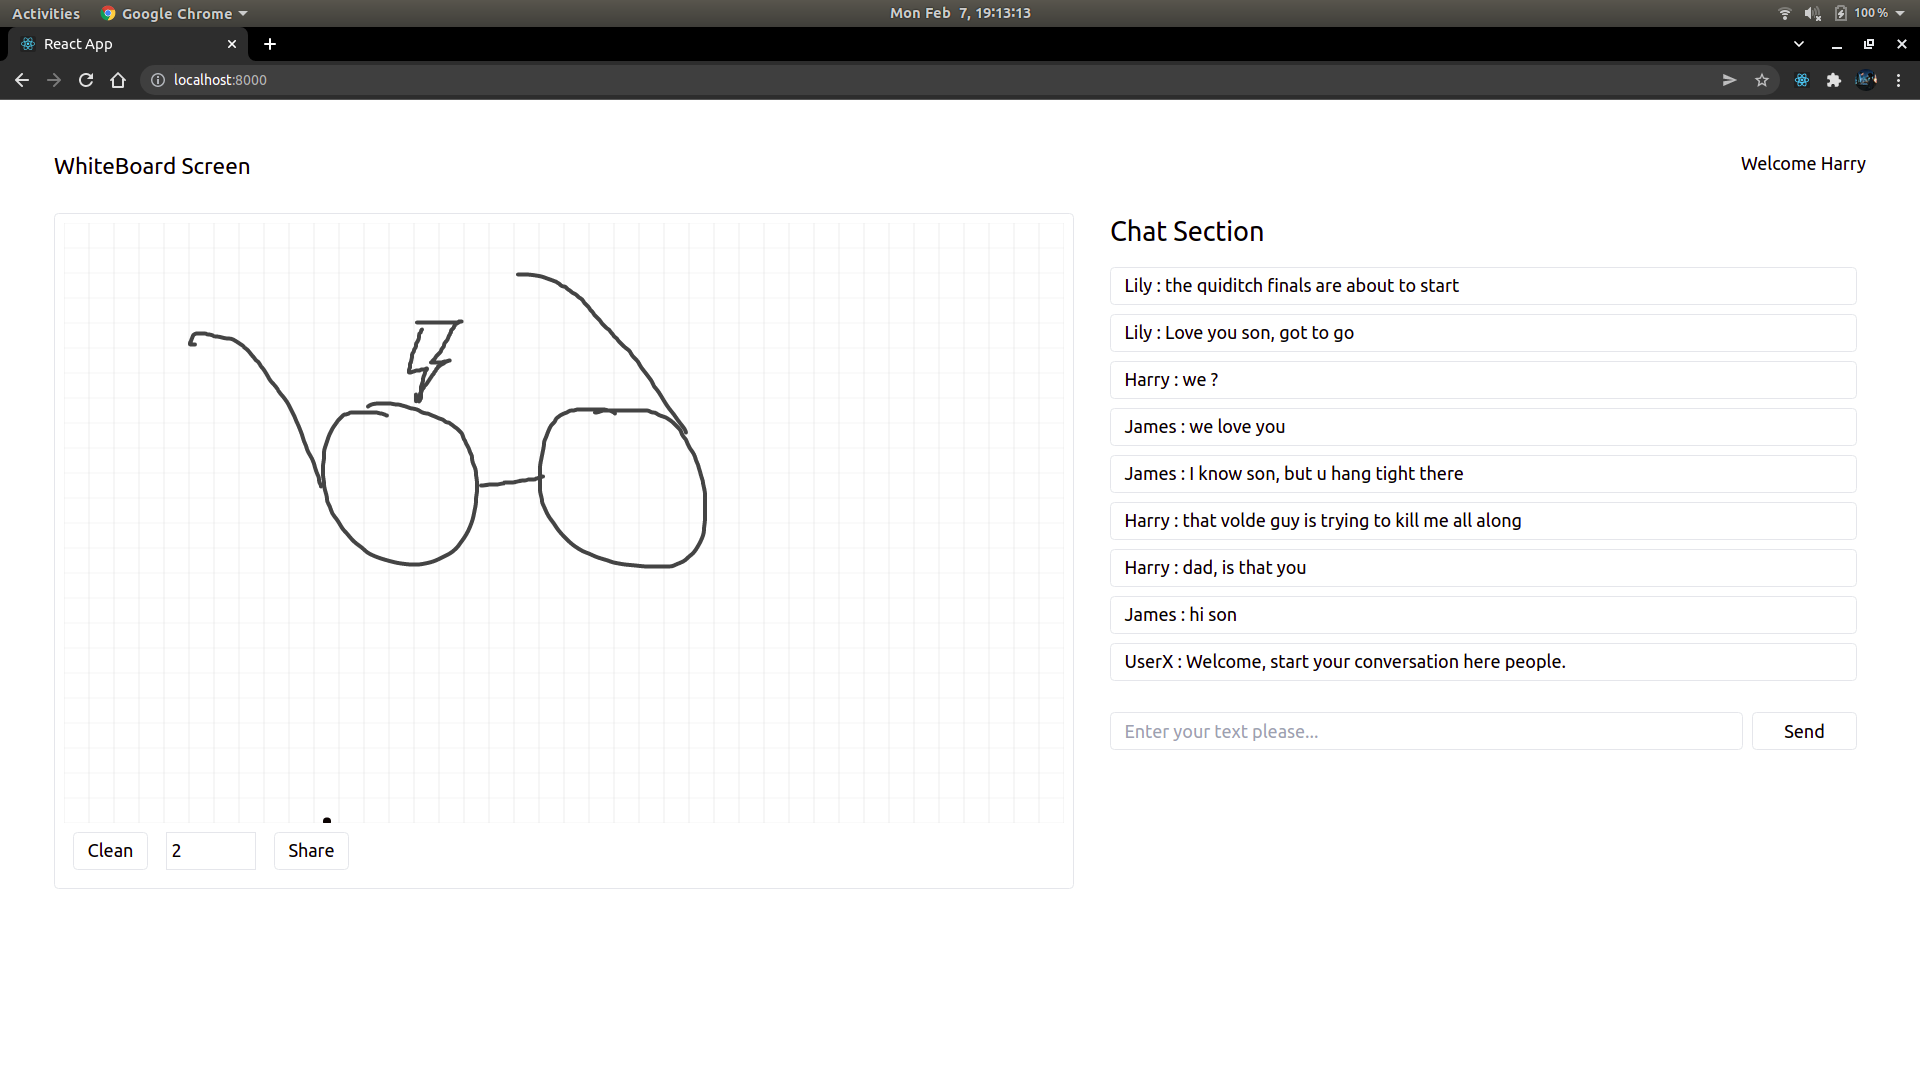 Activities Google Chrome Mon Feb 7, 19:13:13 100 %
React App
localhost:8000
WhiteBoard Screen
Welcome Harry
Chat Section
Lily : the quiditch finals are about to start
Lily : Love you son, got to go
Harry : we ?
James : we love you
James : I know son, but u hang tight there
Harry : that volde guy is trying to kill me all along
Harry : dad, is that you
James : hi son
UserX : Welcome, start your conversation here people.
Enter your text please... Send
Clean 2 Share